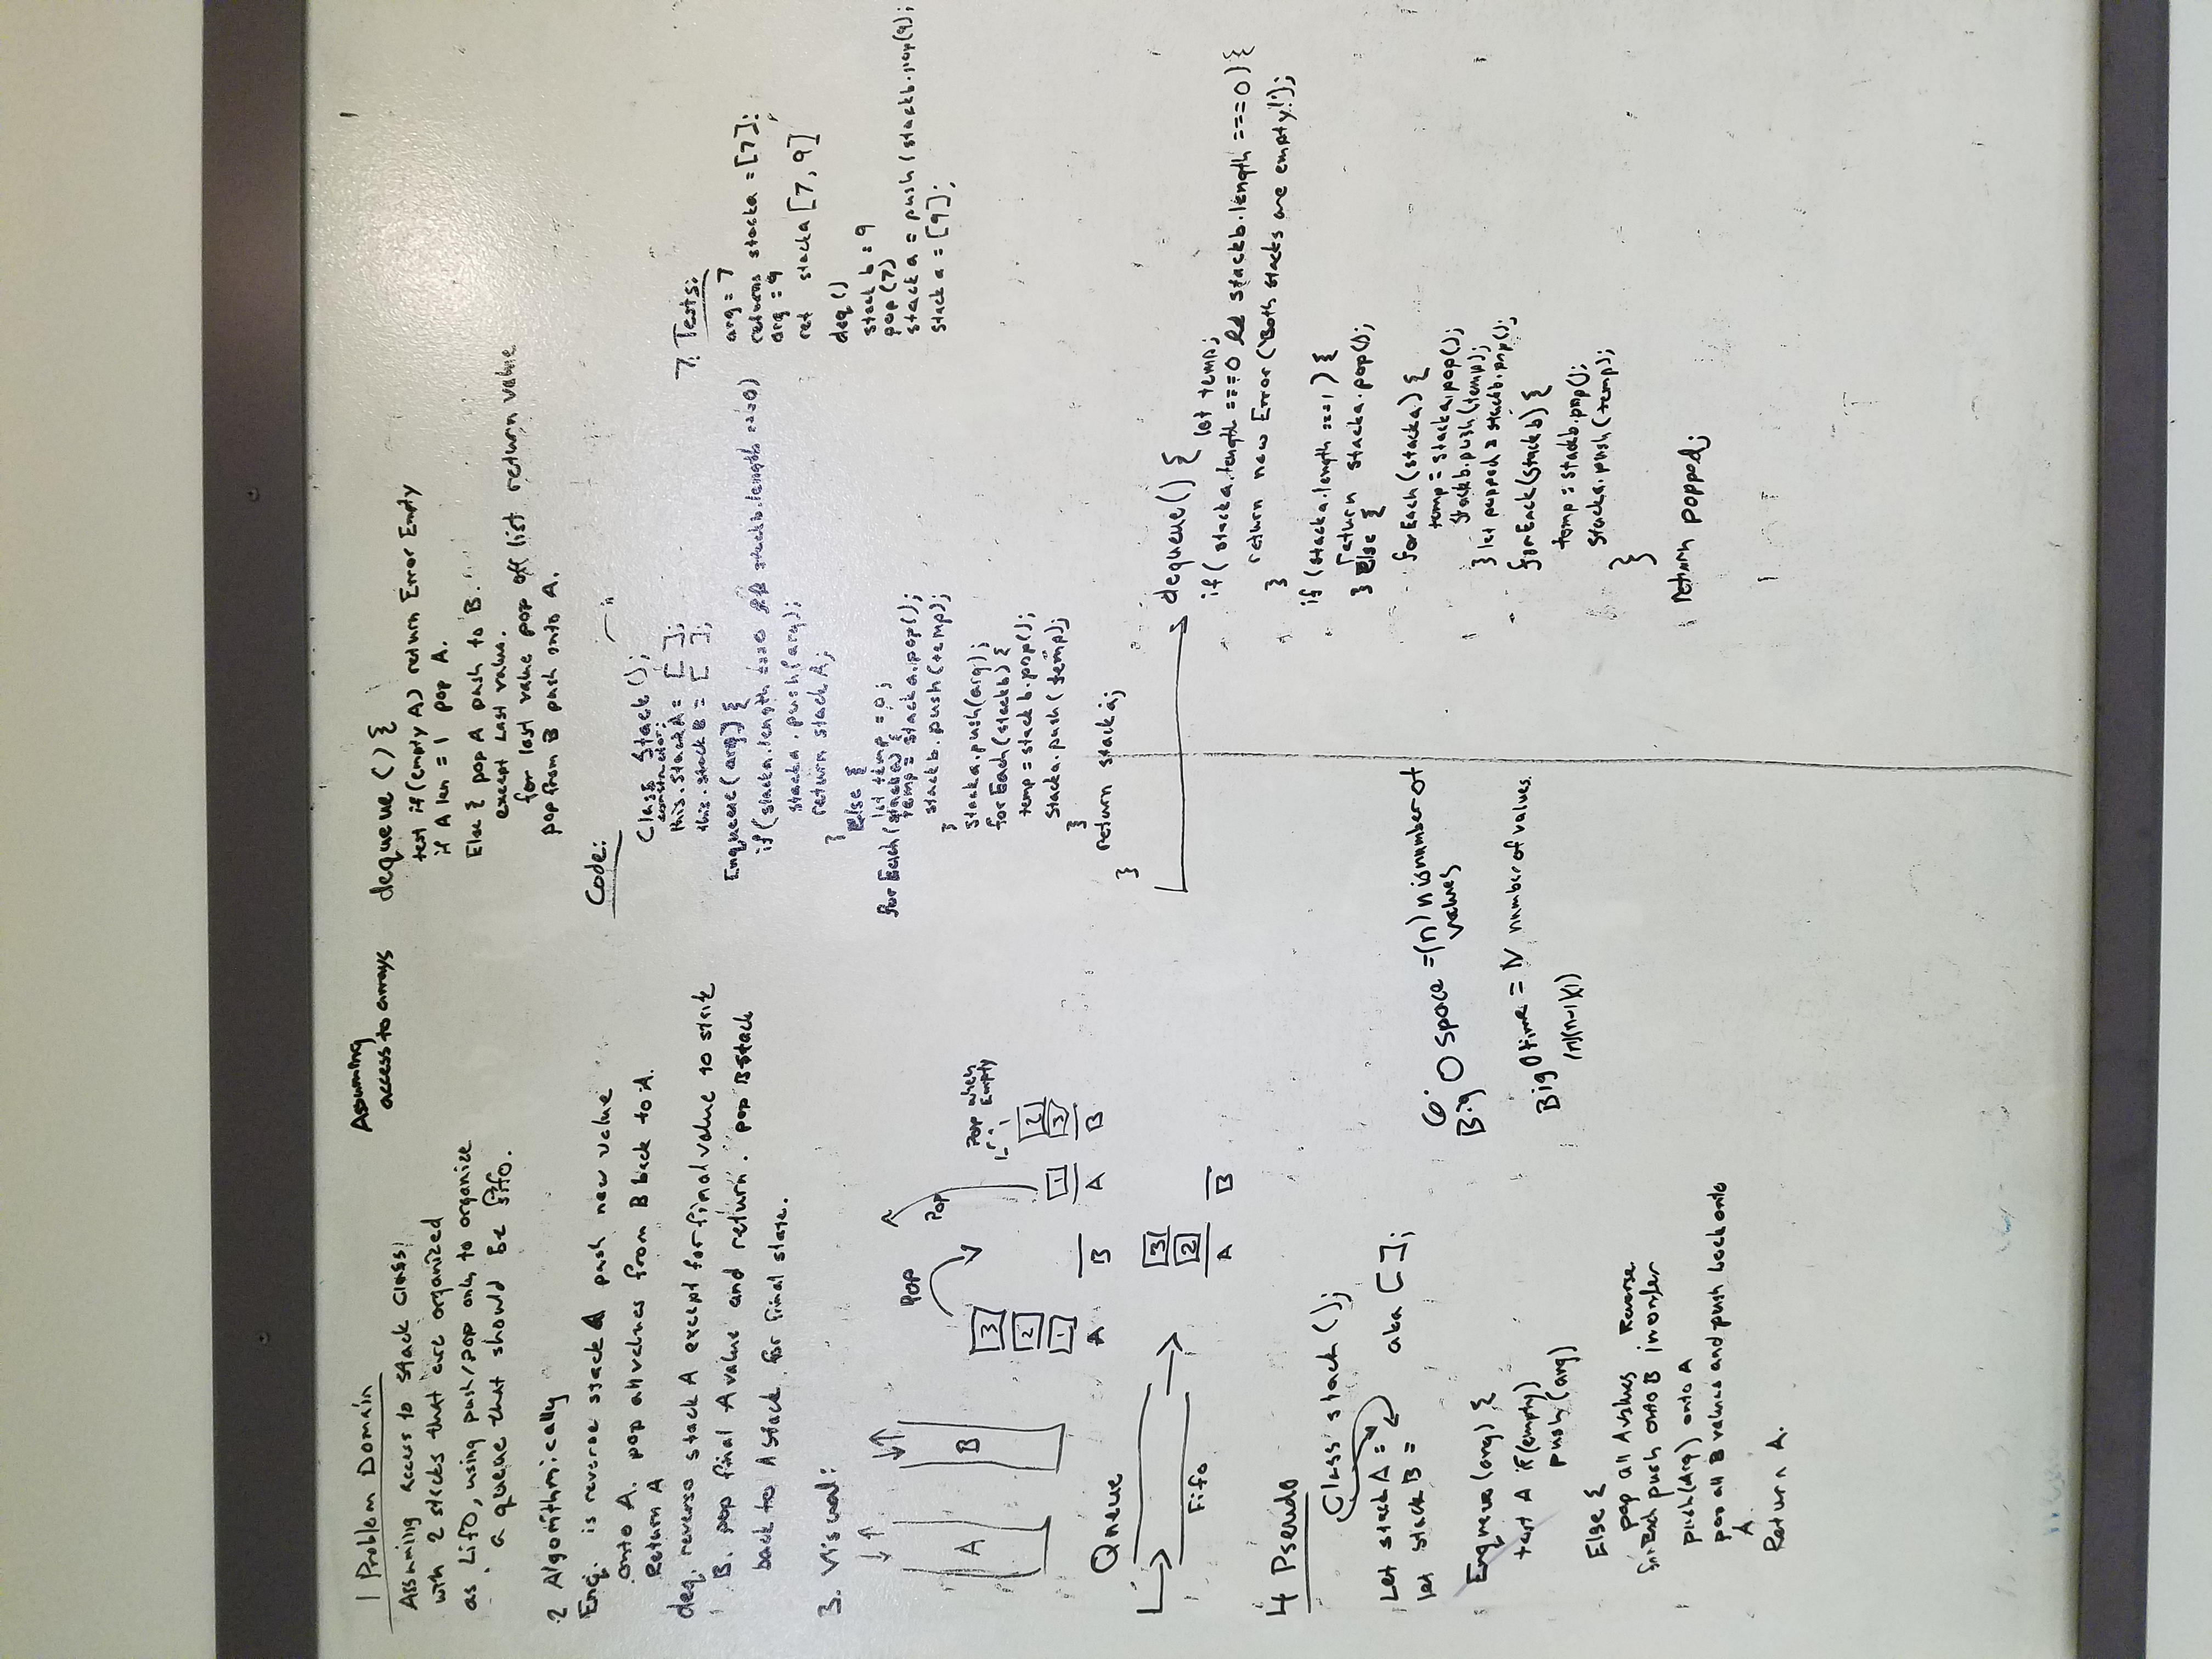 1 Problem Domain
Assuming access to Stack Class,
with 2 stacks that are organized
as Lifo, using push/pop only to organize
a queue that should be fifo.
2 Algorithmically
Enq. is reverse stack A push new value
onto A. pop all values from B back to A.
Return A
deq. reverse stack A except for final value to stack
B. pop final A value and return. pop B stack
back to A stack for final state.
3. Visual:
A
B
3
2
1
A
B
Pop
Pop
1
A
Pop when
Empty
2
3
B
Queue
Fifo
3
2
A
B
4 Pseudo
Class stack();
Let stack A =
let stack B =
aka [ ];
Enqueue(arg) {
test A if (empty)
push(arg)
Else {
pop all A values Reverse
for Each push onto B in order
push(Arg) onto A
pop all B values and push back onto
A.
Return A.
Assuming
access to arrays
dequeue () {
test if (empty A) return Error Empty
if A len = 1 pop A.
Else { pop A push to B.
except Last value.
for last value pop off list return value
pop from B push onto A.
Code:
Class Stack();
constructor:
this.stackA = [ ];
this.stackB = [ ];
Enqueue(arg) {
if(stacka.length ===0 && stackb.length ===0)
stacka.push(arg);
return stackA;
}
Else {
let temp = 0;
for Each(stacka) {
temp = stacka.pop();
stackb.push(temp);
}
stacka.push(arg);
forEach(stackb) {
temp = stackb.pop();
stacka.push(temp);
}
return stacka;
}
dequeue() {
let temp;
if( stacka.length ===0 && stackb.length ===0){
return new Error('Both stacks are empty!');
}
if (stacka.length ===1) {
return stacka.pop();
} Else {
forEach(stacka) {
temp = stacka.pop();
stackb.push(temp);
} let popped = stackb.pop();
forEach(stackb) {
temp = stackb.pop();
stacka.push(temp);
}
}
return popped;
6.
Big O space = (n) n is number of
values
Big O time = N number of values.
(n)(n-1)(1)
7. Tests:
arg = 7
returns stacka = [7];
arg = 9
ret stacka [7, 9]
deq()
stack b = 9
pop(7)
stack a = push(stackb.pop(9);
stack a = [9];